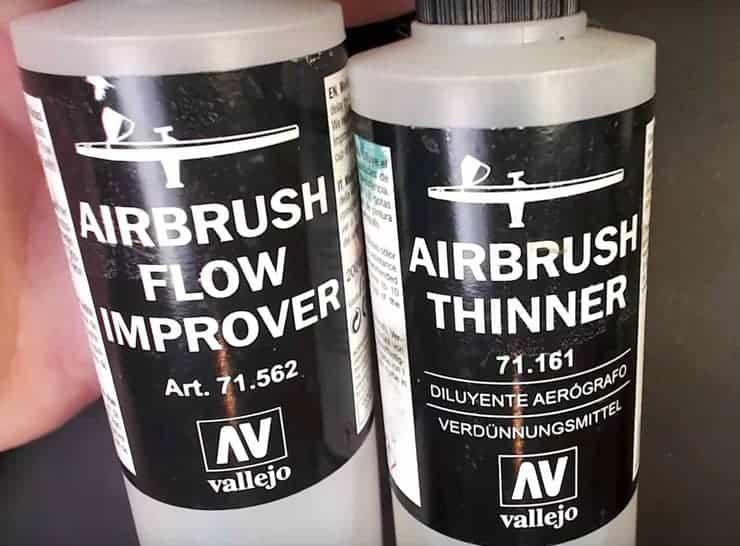 AIRBRUSH
FLOW
IMPROVER
Art. 71.562
AV
vallejo
AIRBRUSH
THINNER
71.161
DILUYENTE AERÓGRAFO
VERDÜNNUNGSMITTEL
AV
vallejo